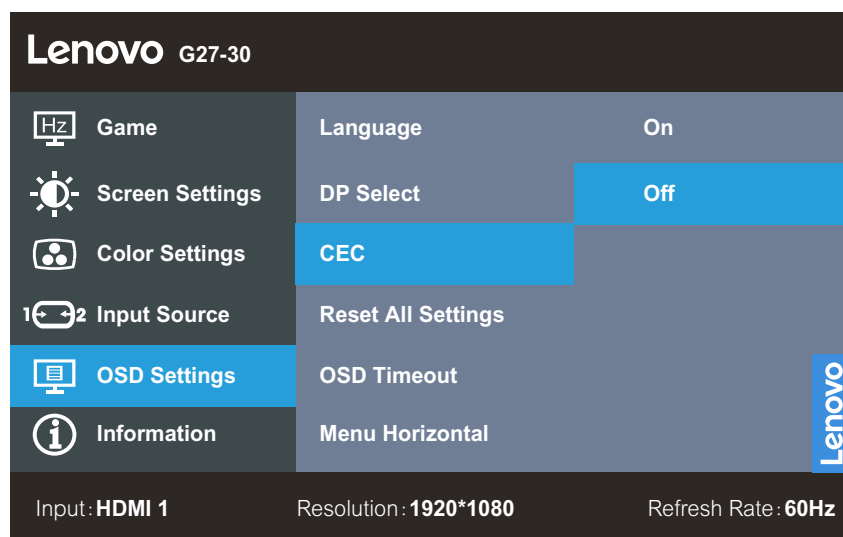 Lenovo G27-30
Hz Game Language On
Screen Settings DP Select Off
Color Settings CEC
1 2 Input Source Reset All Settings
OSD Settings OSD Timeout
Information Menu Horizontal
Lenovo
Input:HDMI 1 Resolution:1920*1080 Refresh Rate:60Hz